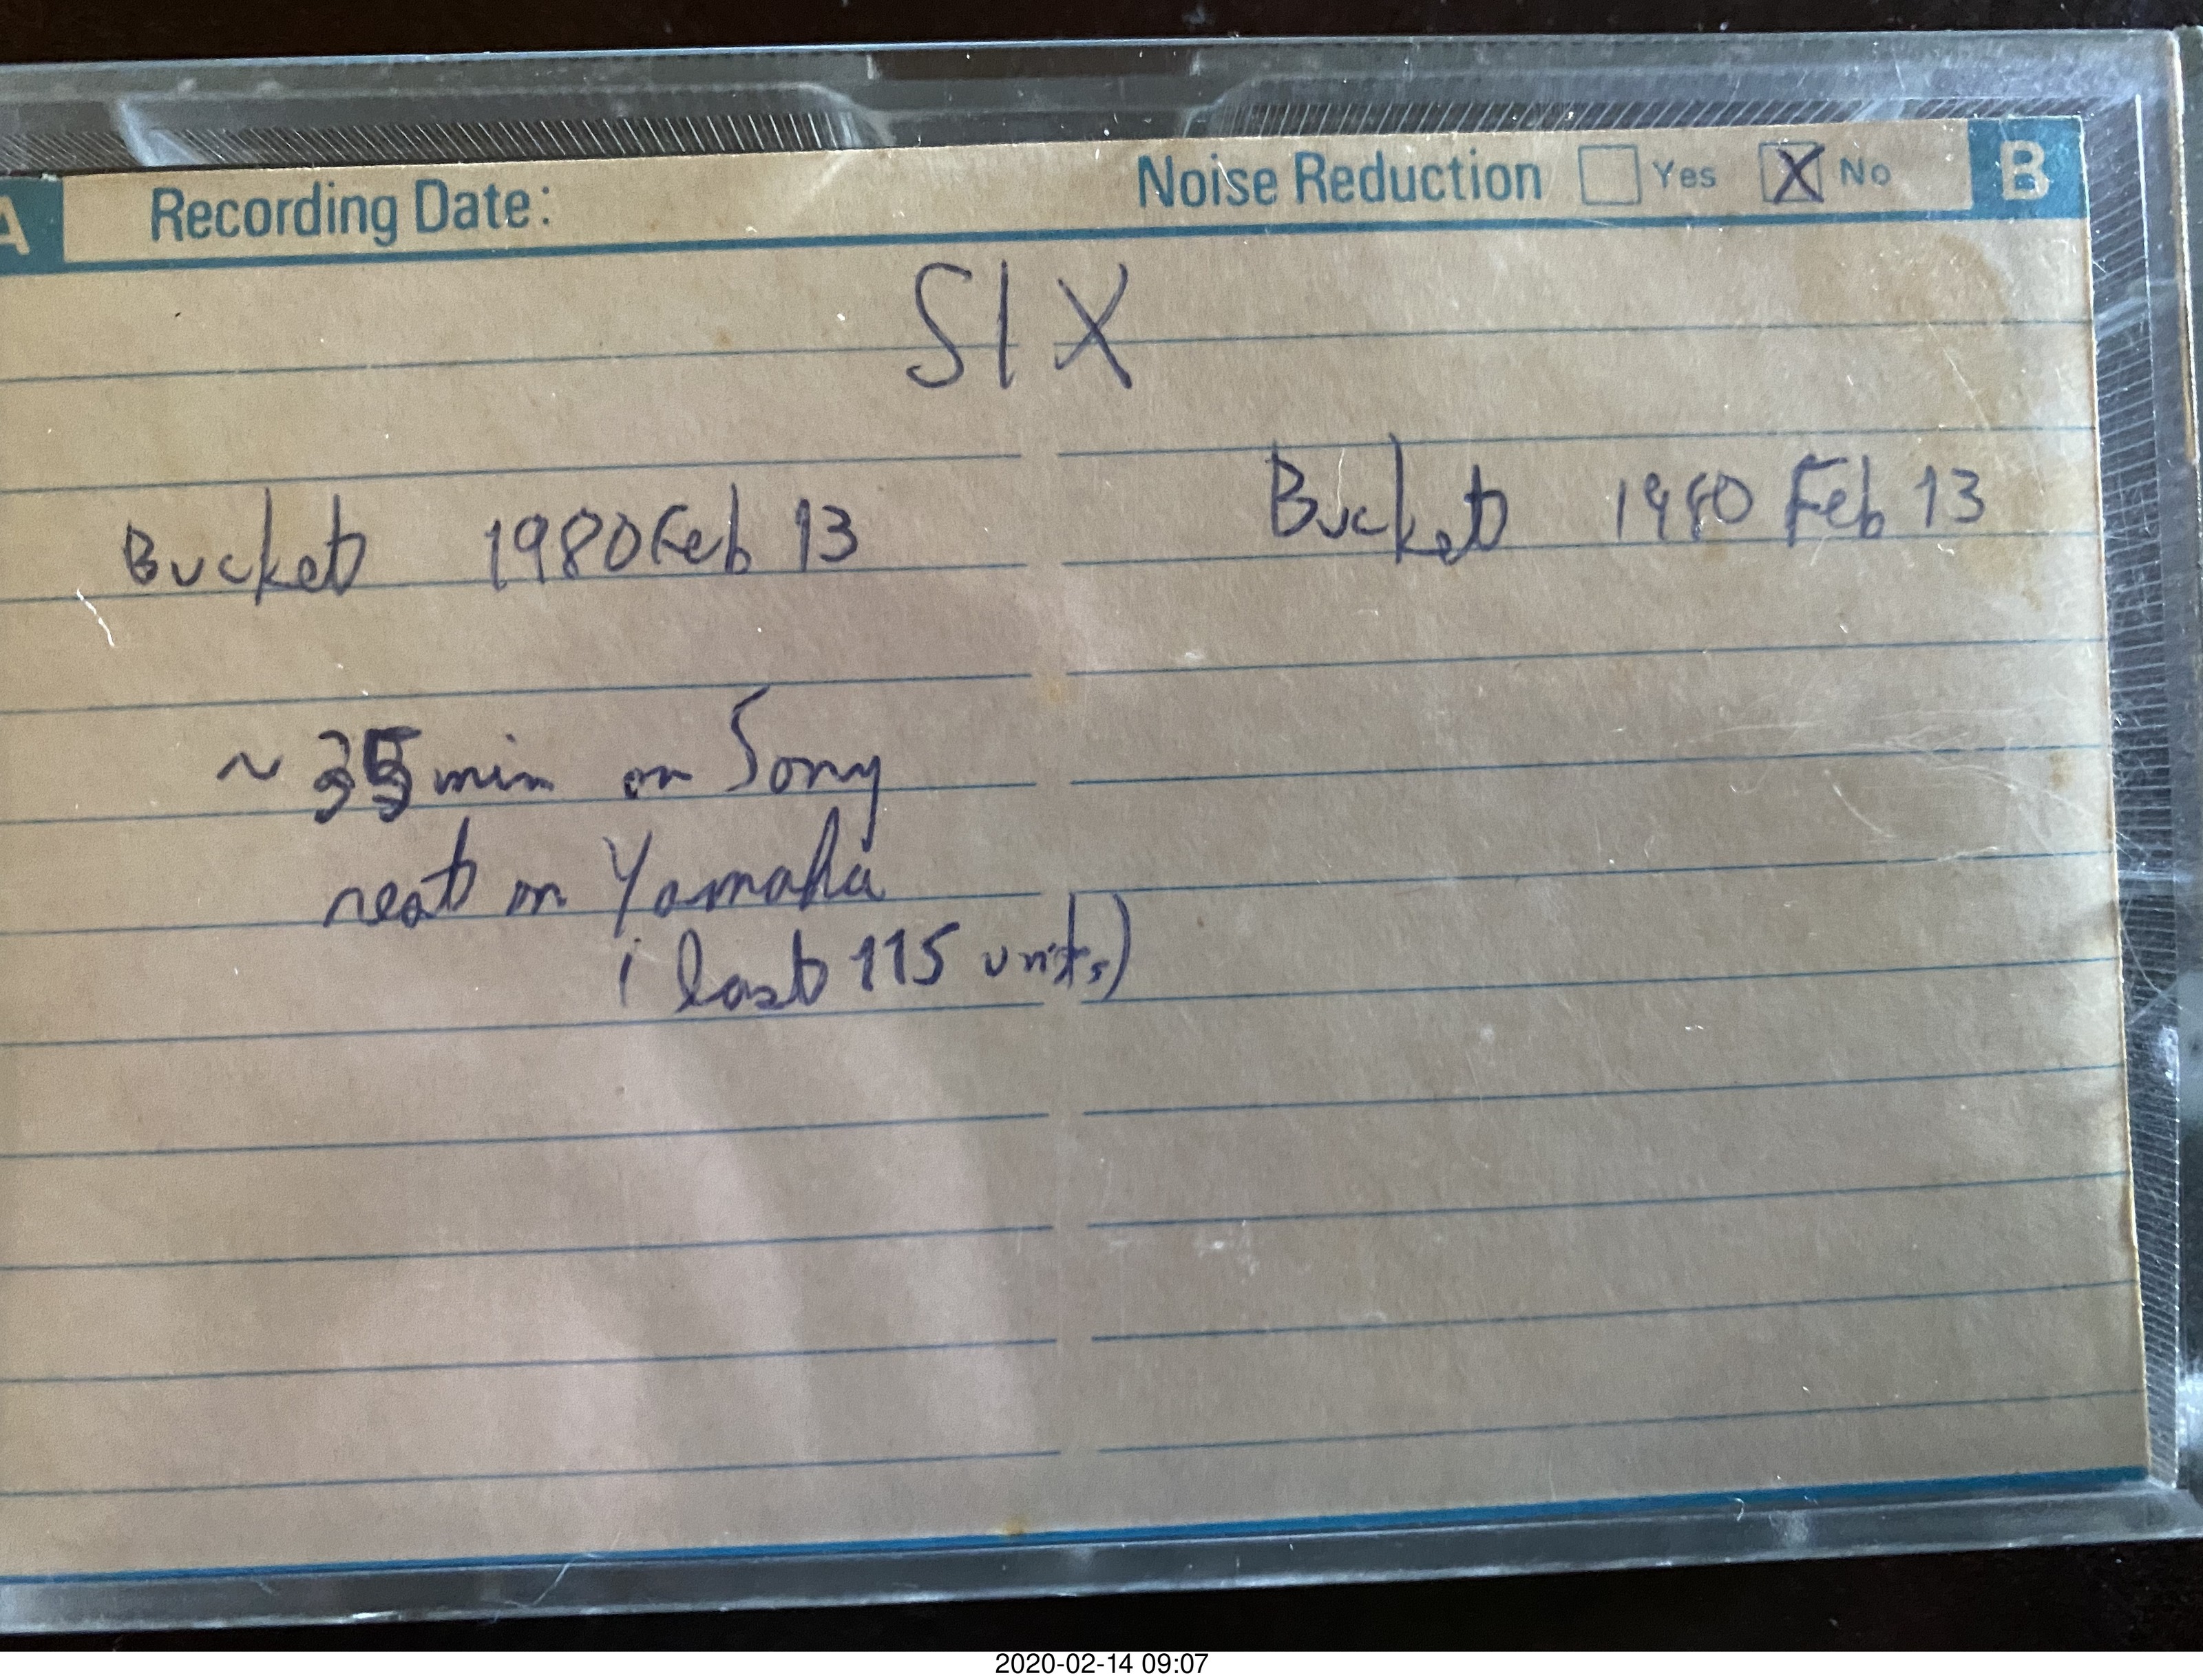 A Recording Date: Noise Reduction Yes X No B
SIX
Bucket 1980 Feb 13 Bucket 1980 Feb 13
~ 35 min on Sony
rest on Yamaha
(last 115 units)
2020-02-14 09:07